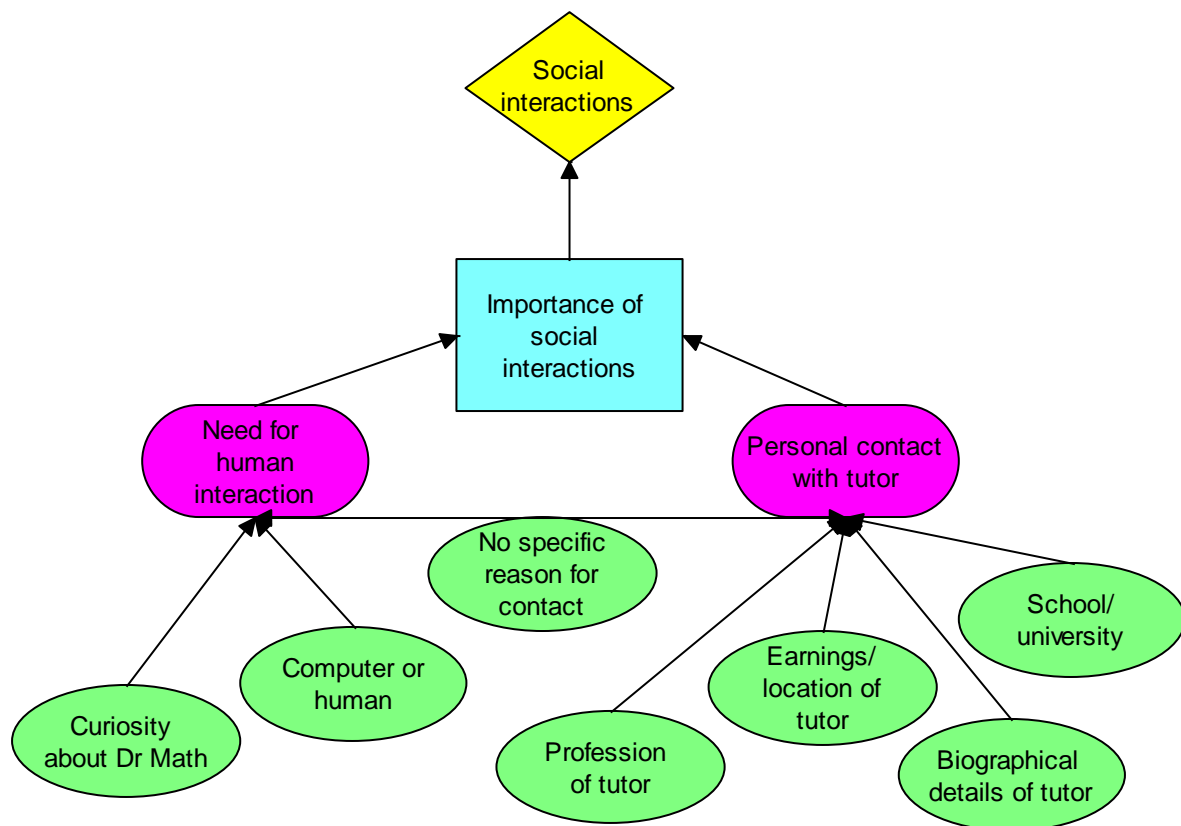 Social
interactions
Importance of
social
interactions
Need for
human
interaction
Personal contact
with tutor
No specific
reason for
contact
School/
university
Computer or
human
Earnings/
location of
tutor
Curiosity
about Dr Math
Profession
of tutor
Biographical
details of tutor